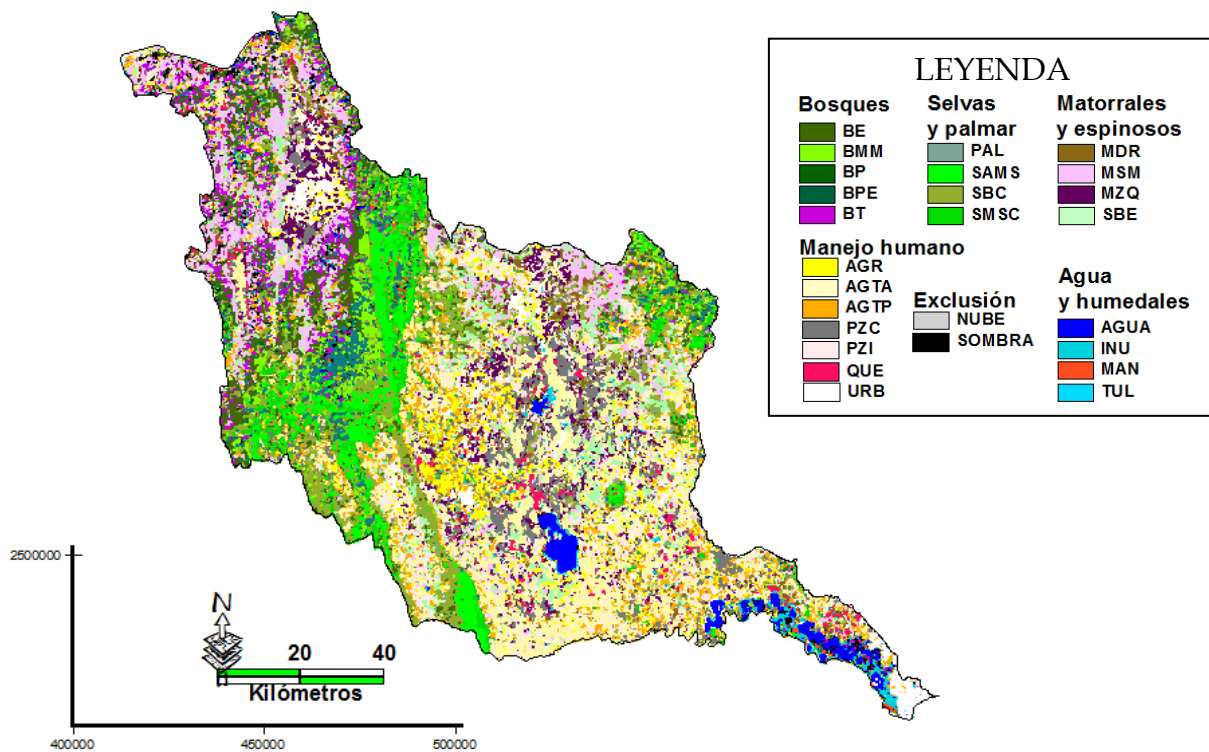 LEYENDA
Bosques
BE
BMM
BP
BPE
BT
Selvas
y palmar
PAL
SAMS
SBC
SMSC
Matorrales
y espinosos
MDR
MSM
MZQ
SBE
Manejo humano
AGR
AGTA
AGTP
PZC
PZI
QUE
URB
Exclusión
NUBE
SOMBRA
Agua
y humedales
AGUA
INU
MAN
TUL
2500000
N
20 40
Kilómetros
400000 450000 500000